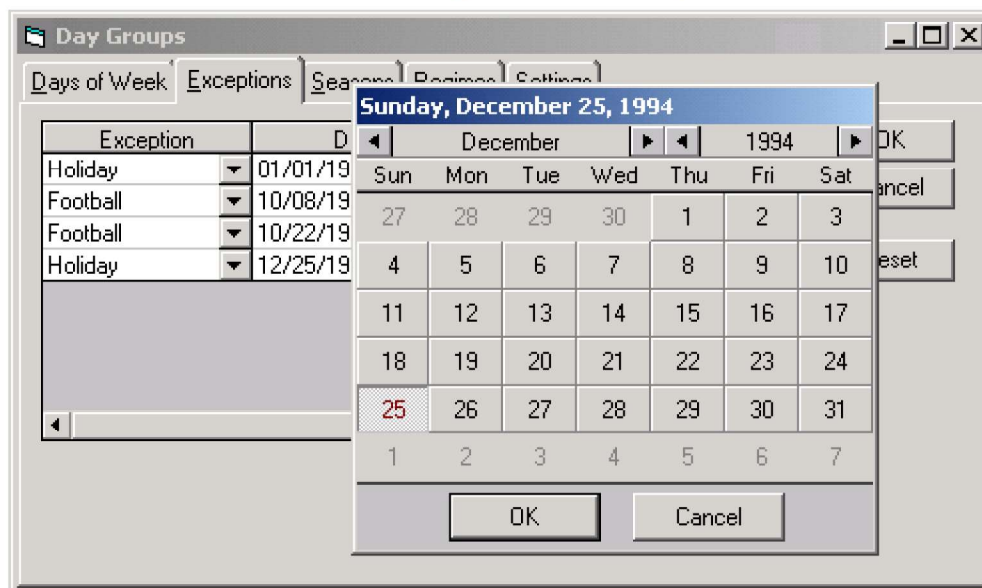 Day Groups
Days of Week Exceptions
Sunday, December 25, 1994
Exception
December 1994
Sun Mon Tue Wed Thu Fri Sat
Holiday 01/01/19
Football 10/08/19
Football 10/22/19
Holiday 12/25/19
27 28 29 30 1 2 3
4 5 6 7 8 9 10
11 12 13 14 15 16 17
18 19 20 21 22 23 24
25 26 27 28 29 30 31
1 2 3 4 5 6 7
OK Cancel